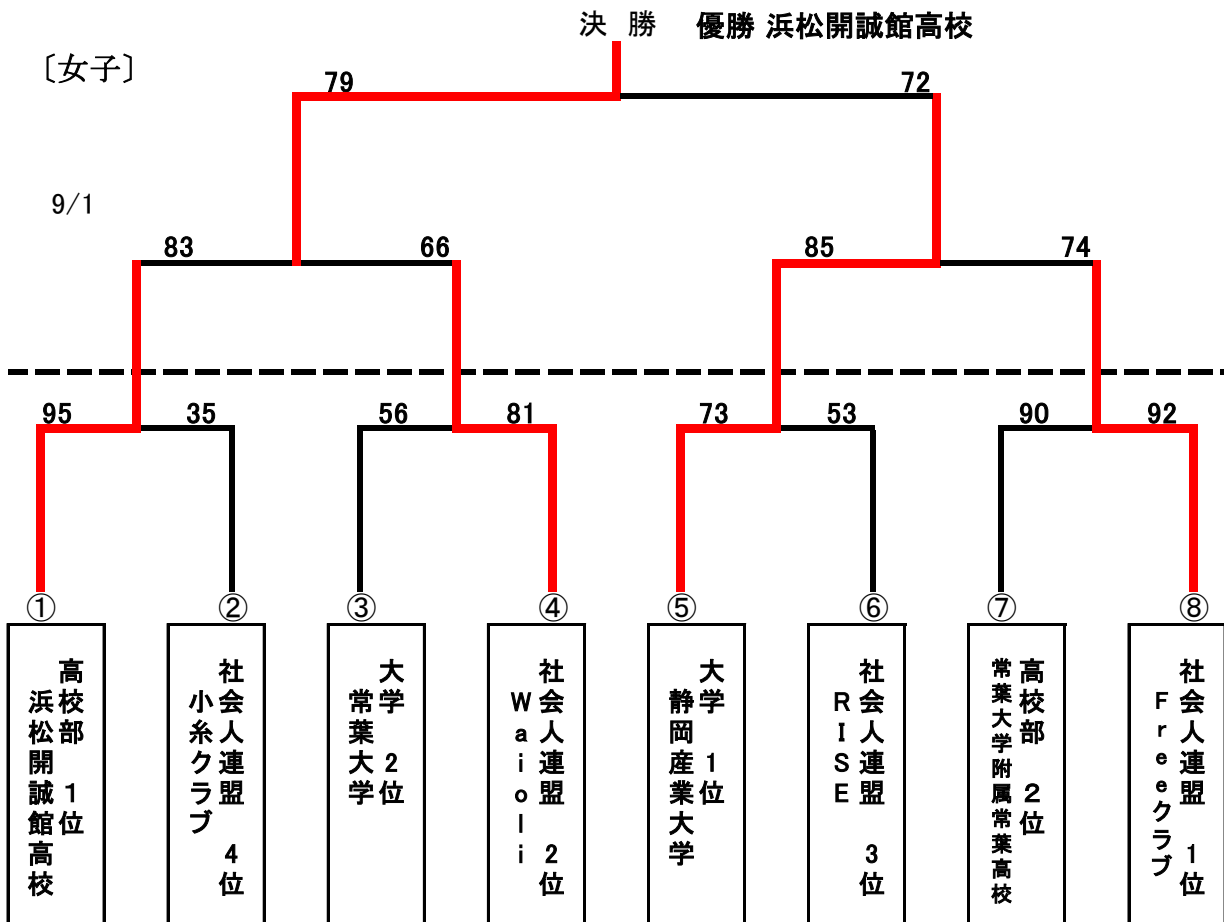 決 勝 優勝 浜松開誠館高校
〔女子〕
79 72
9/1
83 66 85 74
95 35 56 81 73 53 90 92
① ② ③ ④ ⑤ ⑥ ⑦ ⑧
高校部 1位
浜松開誠館高校
社会人連盟 4位
小糸クラブ
大学 2位
常葉大学
社会人連盟 2位
Waioli
大学 1位
静岡産業大学
社会人連盟 3位
RISE
高校部 2位
常葉大学附属常葉高校
社会人連盟 1位
Freeクラブ